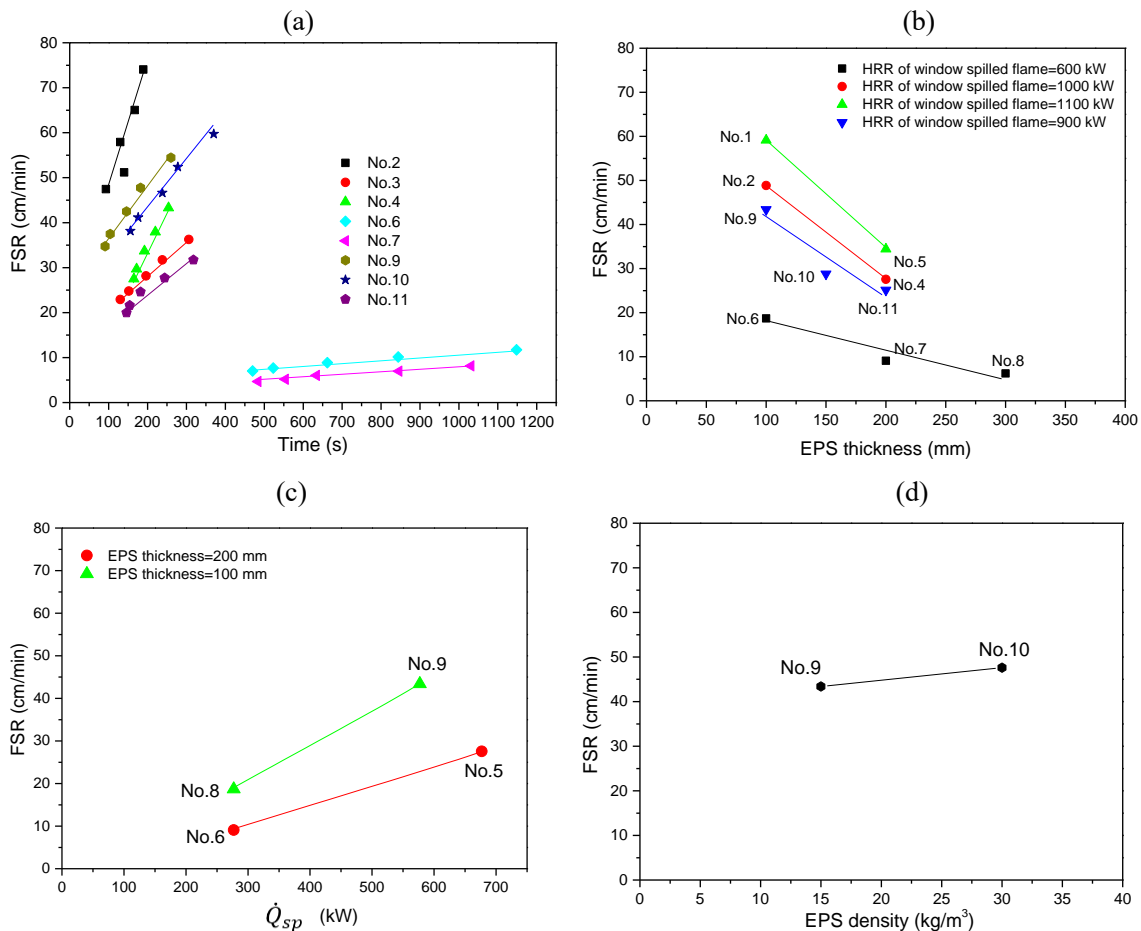 (a)
80
70
60
50
40
30
20
10
0
FSR (cm/min)
No.2
No.3
No.4
No.6
No.7
No.9
No.10
No.11
0 100 200 300 400 500 600 700 800 900 1000 1100 1200
Time (s)
(b)
80
70
60
50
40
30
20
10
0
FSR (cm/min)
HRR of window spilled flame=600 kW
HRR of window spilled flame=1000 kW
HRR of window spilled flame=1100 kW
HRR of window spilled flame=900 kW
No.1
No.2
No.9
No.10
No.5
No.4
No.11
No.6
No.7
No.8
0 50 100 150 200 250 300 350 400
EPS thickness (mm)
(c)
80
70
60
50
40
30
20
10
0
FSR (cm/min)
EPS thickness=200 mm
EPS thickness=100 mm
No.9
No.8
No.5
No.6
0 100 200 300 400 500 600 700
Q̇sp (kW)
(d)
80
70
60
50
40
30
20
10
0
FSR (cm/min)
No.9
No.10
0 5 10 15 20 25 30 35 40
EPS density (kg/m³)